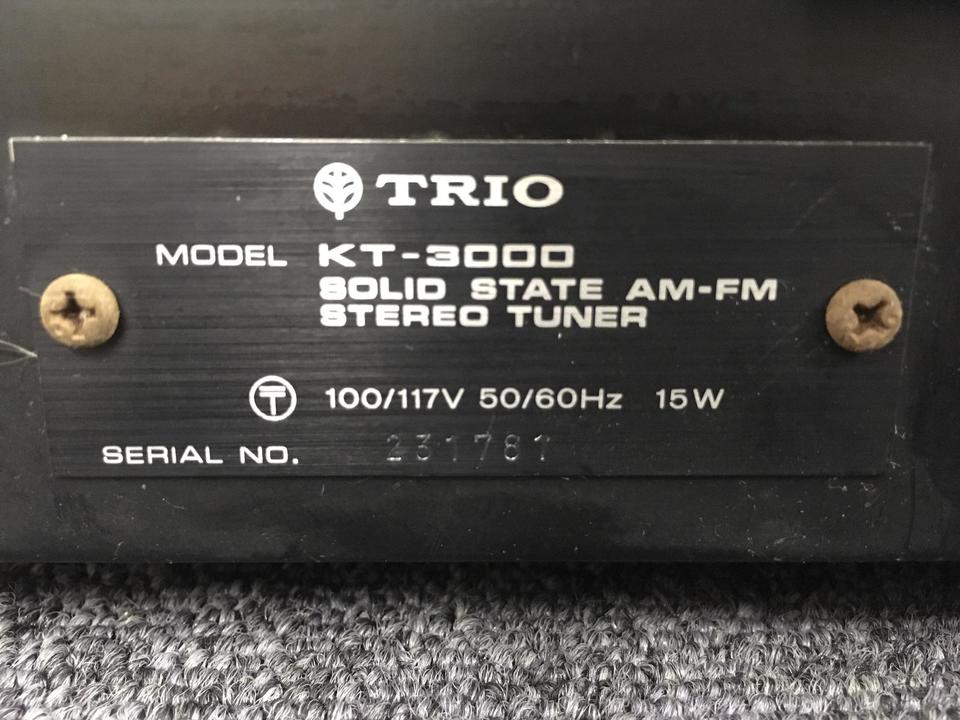 TRIO
MODEL KT-3000
SOLID STATE AM-FM
STEREO TUNER
〒 100/117V 50/60Hz 15W
SERIAL NO. 231781